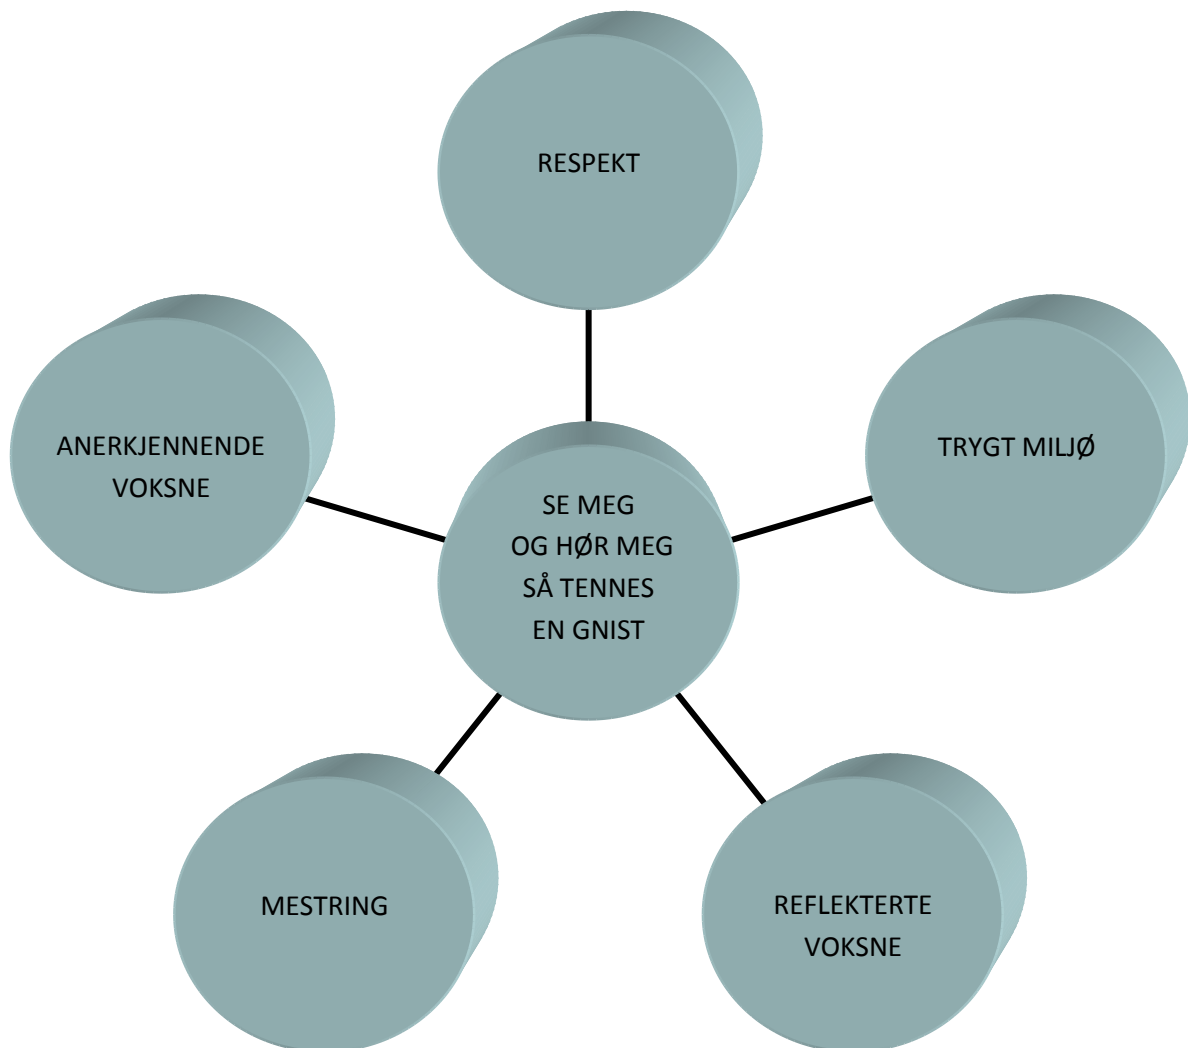 RESPEKT
ANERKJENNENDE
VOKSNE
TRYGT MILJØ
SE MEG
OG HØR MEG
SÅ TENNES
EN GNIST
MESTRING
REFLEKTERTE
VOKSNE